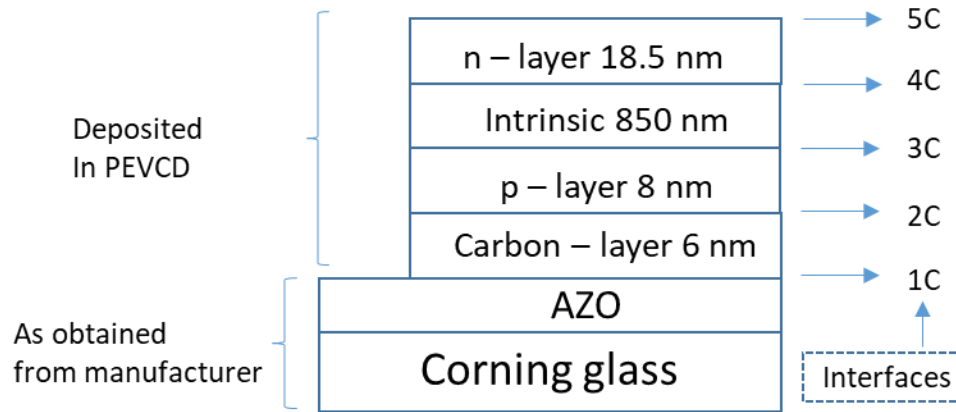 5C
n – layer 18.5 nm
4C
Deposited
In PEVCD
Intrinsic 850 nm
3C
p – layer 8 nm
2C
Carbon – layer 6 nm
1C
As obtained
from manufacturer
AZO
Corning glass
Interfaces